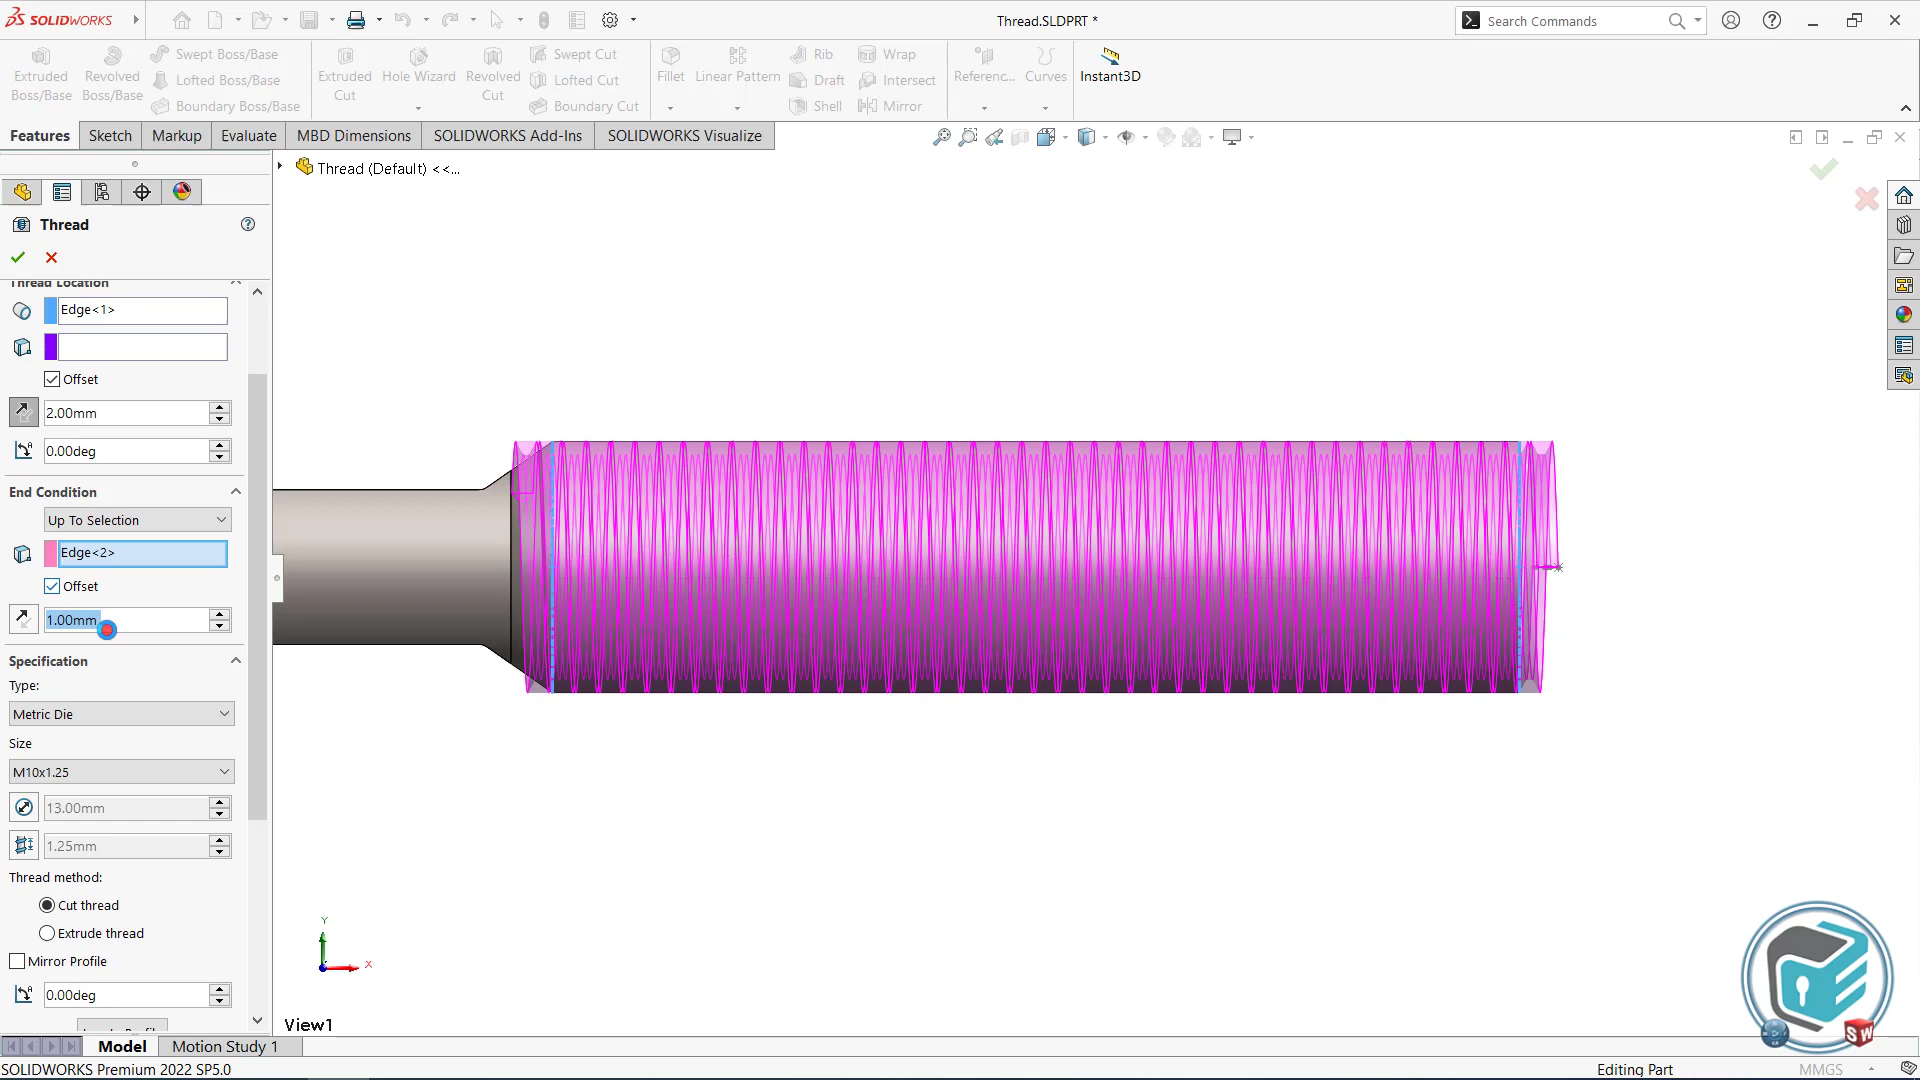 SOLIDWORKS
Thread.SLDPRT *
Search Commands
Extruded Boss/Base
Revolved Boss/Base
Swept Boss/Base
Lofted Boss/Base
Boundary Boss/Base
Extruded Cut
Hole Wizard
Revolved Cut
Swept Cut
Lofted Cut
Boundary Cut
Fillet
Linear Pattern
Rib
Draft
Shell
Wrap
Intersect
Mirror
Referenc...
Curves
Instant3D
Features
Sketch
Markup
Evaluate
MBD Dimensions
SOLIDWORKS Add-Ins
SOLIDWORKS Visualize
Thread (Default) <<...
Thread
Thread Location
Edge<1>
Offset
2.00mm
0.00deg
End Condition
Up To Selection
Edge<2>
Offset
1.00mm
Specification
Type:
Metric Die
Size
M10x1.25
13.00mm
1.25mm
Thread method:
Cut thread
Extrude thread
Mirror Profile
0.00deg
Y
X
View1
SW
Model
Motion Study 1
SOLIDWORKS Premium 2022 SP5.0
Editing Part
MMGS